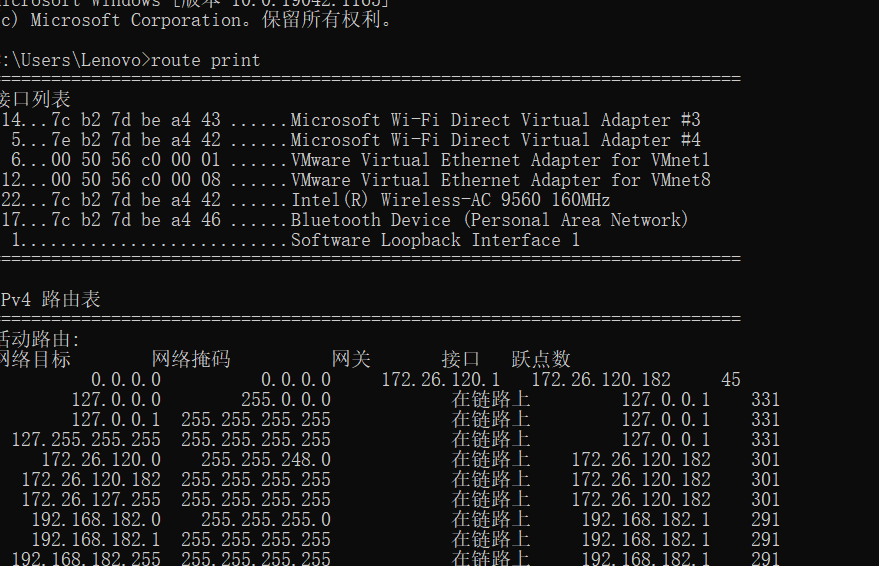 Microsoft Windows [版本 10.0.19042.1165]
c) Microsoft Corporation。保留所有权利。
:\Users\Lenovo>route print
===========================================================================
接口列表
14...7c b2 7d be a4 43 ......Microsoft Wi-Fi Direct Virtual Adapter #3
5...7e b2 7d be a4 42 ......Microsoft Wi-Fi Direct Virtual Adapter #4
6...00 50 56 c0 00 01 ......VMware Virtual Ethernet Adapter for VMnet1
12...00 50 56 c0 00 08 ......VMware Virtual Ethernet Adapter for VMnet8
22...7c b2 7d be a4 42 ......Intel(R) Wireless-AC 9560 160MHz
17...7c b2 7d be a4 46 ......Bluetooth Device (Personal Area Network)
1...........................Software Loopback Interface 1
===========================================================================
Pv4 路由表
===========================================================================
活动路由:
网络目标 网络掩码 网关 接口 跃点数
0.0.0.0 0.0.0.0 172.26.120.1 172.26.120.182 45
127.0.0.0 255.0.0.0 在链路上 127.0.0.1 331
127.0.0.1 255.255.255.255 在链路上 127.0.0.1 331
127.255.255.255 255.255.255.255 在链路上 127.0.0.1 331
172.26.120.0 255.255.248.0 在链路上 172.26.120.182 301
172.26.120.182 255.255.255.255 在链路上 172.26.120.182 301
172.26.127.255 255.255.255.255 在链路上 172.26.120.182 301
192.168.182.0 255.255.255.0 在链路上 192.168.182.1 291
192.168.182.1 255.255.255.255 在链路上 192.168.182.1 291
192.168.182.255 255.255.255.255 在链路上 192.168.182.1 291